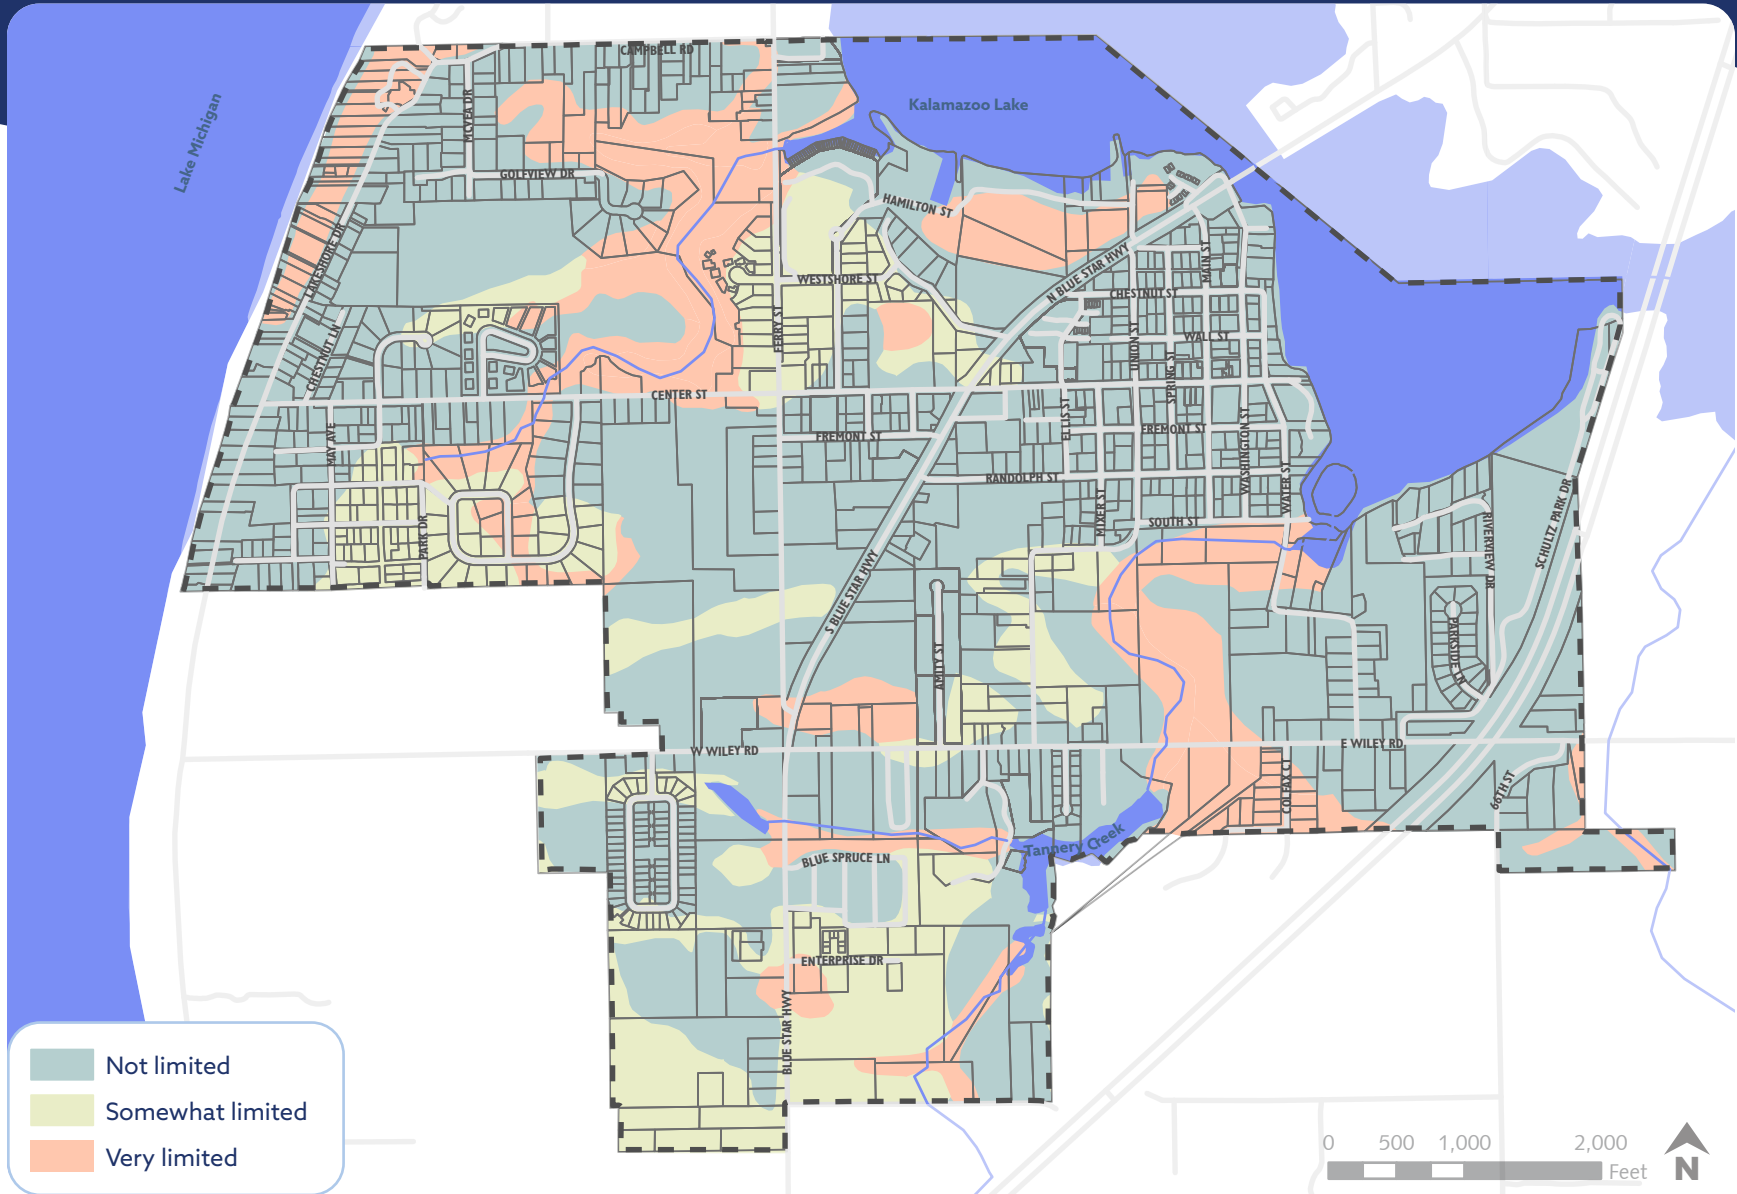 CAMPBELL RD
Lake Michigan
Kalamazoo Lake
MCVEA DR
GOLFVIEW DR
HAMILTON ST
LAKESHORE DR
N BLUE STAR HWY
MAIN ST
WESTSHORE ST
CHESTNUT ST
CHESTNUT LN
FERRY ST
UNION ST
WALL ST
SPRING ST
CENTER ST
ELLIS ST
MAY AVE
FREMONT ST
FREMONT ST
WASHINGTON ST
RANDOLPH ST
WATER ST
MIXER ST
SOUTH ST
PARK DR
RIVERVIEW DR
SCHULTZ PARK DR
S BLUE STAR HWY
AMITY ST
PARKSIDE LN
W WILEY RD
E WILEY RD
COLFAX CT
66TH ST
Tannery Creek
BLUE SPRUCE LN
ENTERPRISE DR
BLUE STAR HWY
Not limited
Somewhat limited
Very limited
0 500 1,000 2,000
Feet
N